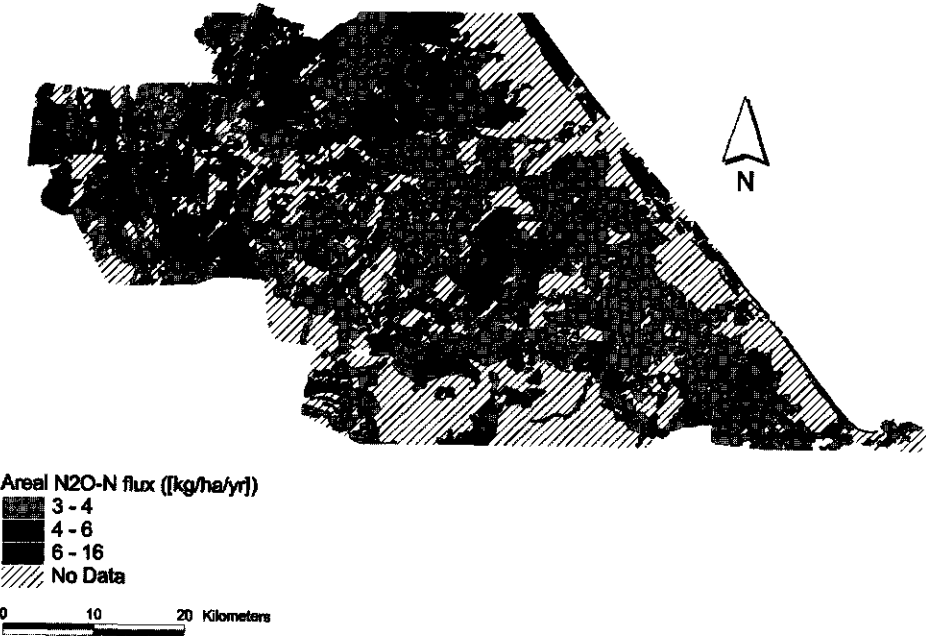 N
Areal N2O-N flux ([kg/ha/yr])
3 - 4
4 - 6
6 - 16
No Data
0 10 20 Kilometers